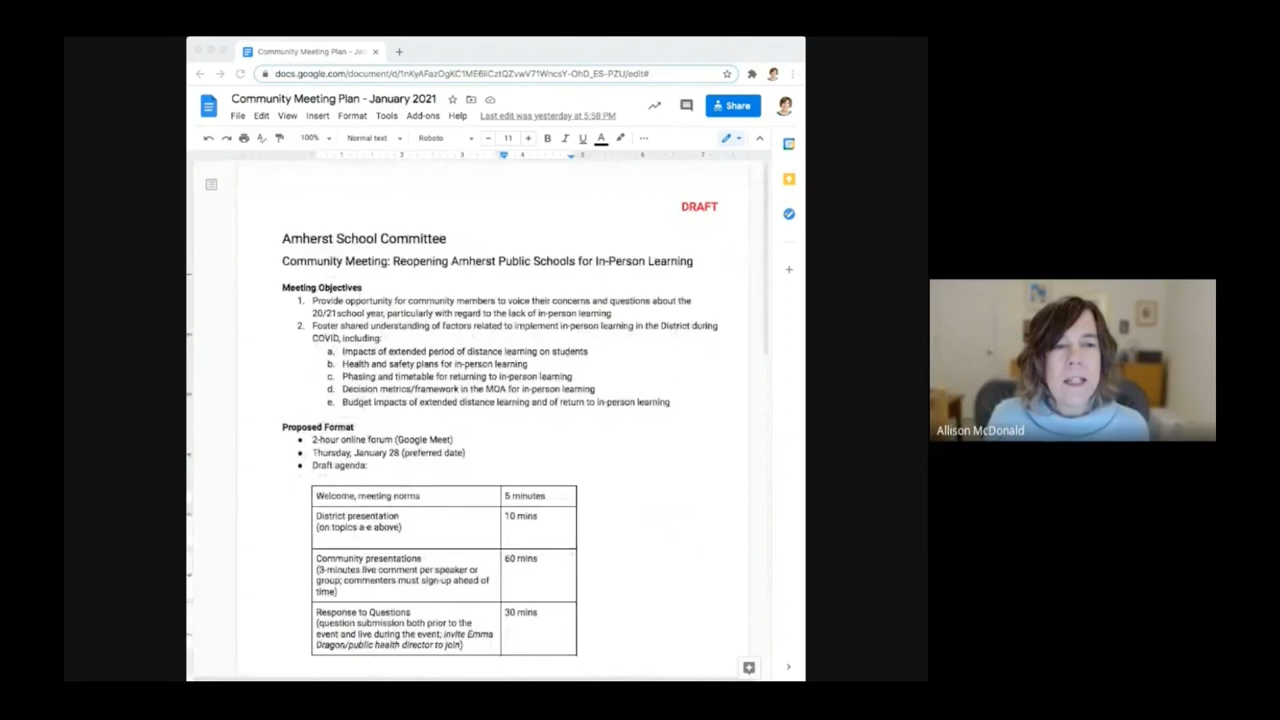 Community Meeting Plan - Jan
docs.google.com/document/d/
Community Meeting Plan - January 2021
Share
File Edit View Insert Format Tools Add-ons Help Last edit was yesterday at 5:58 PM
100% Normal text Roboto 11 B I U A
1 2 3 4 5 6 7
DRAFT
Amherst School Committee
Community Meeting: Reopening Amherst Public Schools for In-Person Learning
Meeting Objectives
1. Provide opportunity for community members to voice their concerns and questions about the
20/21 school year, particularly with regard to the lack of in-person learning
2. Foster shared understanding of factors related to implement in-person learning in the District during
COVID, including:
a. Impacts of extended period of distance learning on students
b. Health and safety plans for in-person learning
c. Phasing and timetable for returning to in-person learning
d. Decision metrics/framework in the MOA for in-person learning
e. Budget impacts of extended distance learning and of return to in-person learning
Proposed Format
● 2-hour online forum (Google Meet)
● Thursday, January 28 (preferred date)
● Draft agenda:
Welcome, meeting norms 5 minutes
District presentation 10 mins
(on topics a-e above)
Community presentations 60 mins
(3-minutes live comment per speaker or
group; commenters must sign-up ahead of
time)
Response to Questions 30 mins
(question submission both prior to the
event and live during the event; invite Emma
Dragon/public health director to join)
Allison McDonald